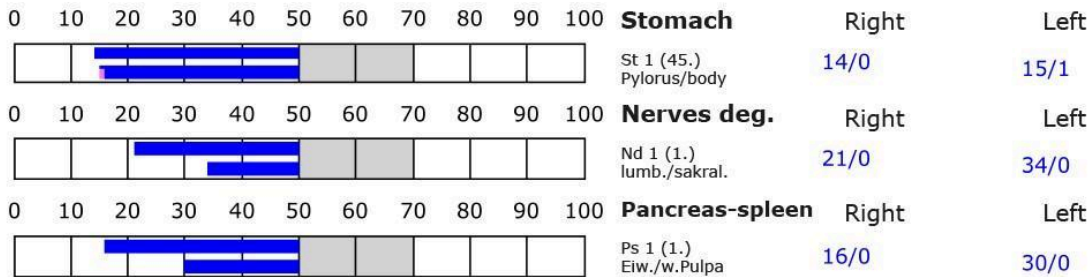 0 10 20 30 40 50 60 70 80 90 100 Stomach Right Left
St 1 (45.) 14/0 15/1
Pylorus/body
0 10 20 30 40 50 60 70 80 90 100 Nerves deg. Right Left
Nd 1 (1.) 21/0 34/0
lumb./sakral.
0 10 20 30 40 50 60 70 80 90 100 Pancreas-spleen Right Left
Ps 1 (1.) 16/0 30/0
Eiw./w.Pulpa